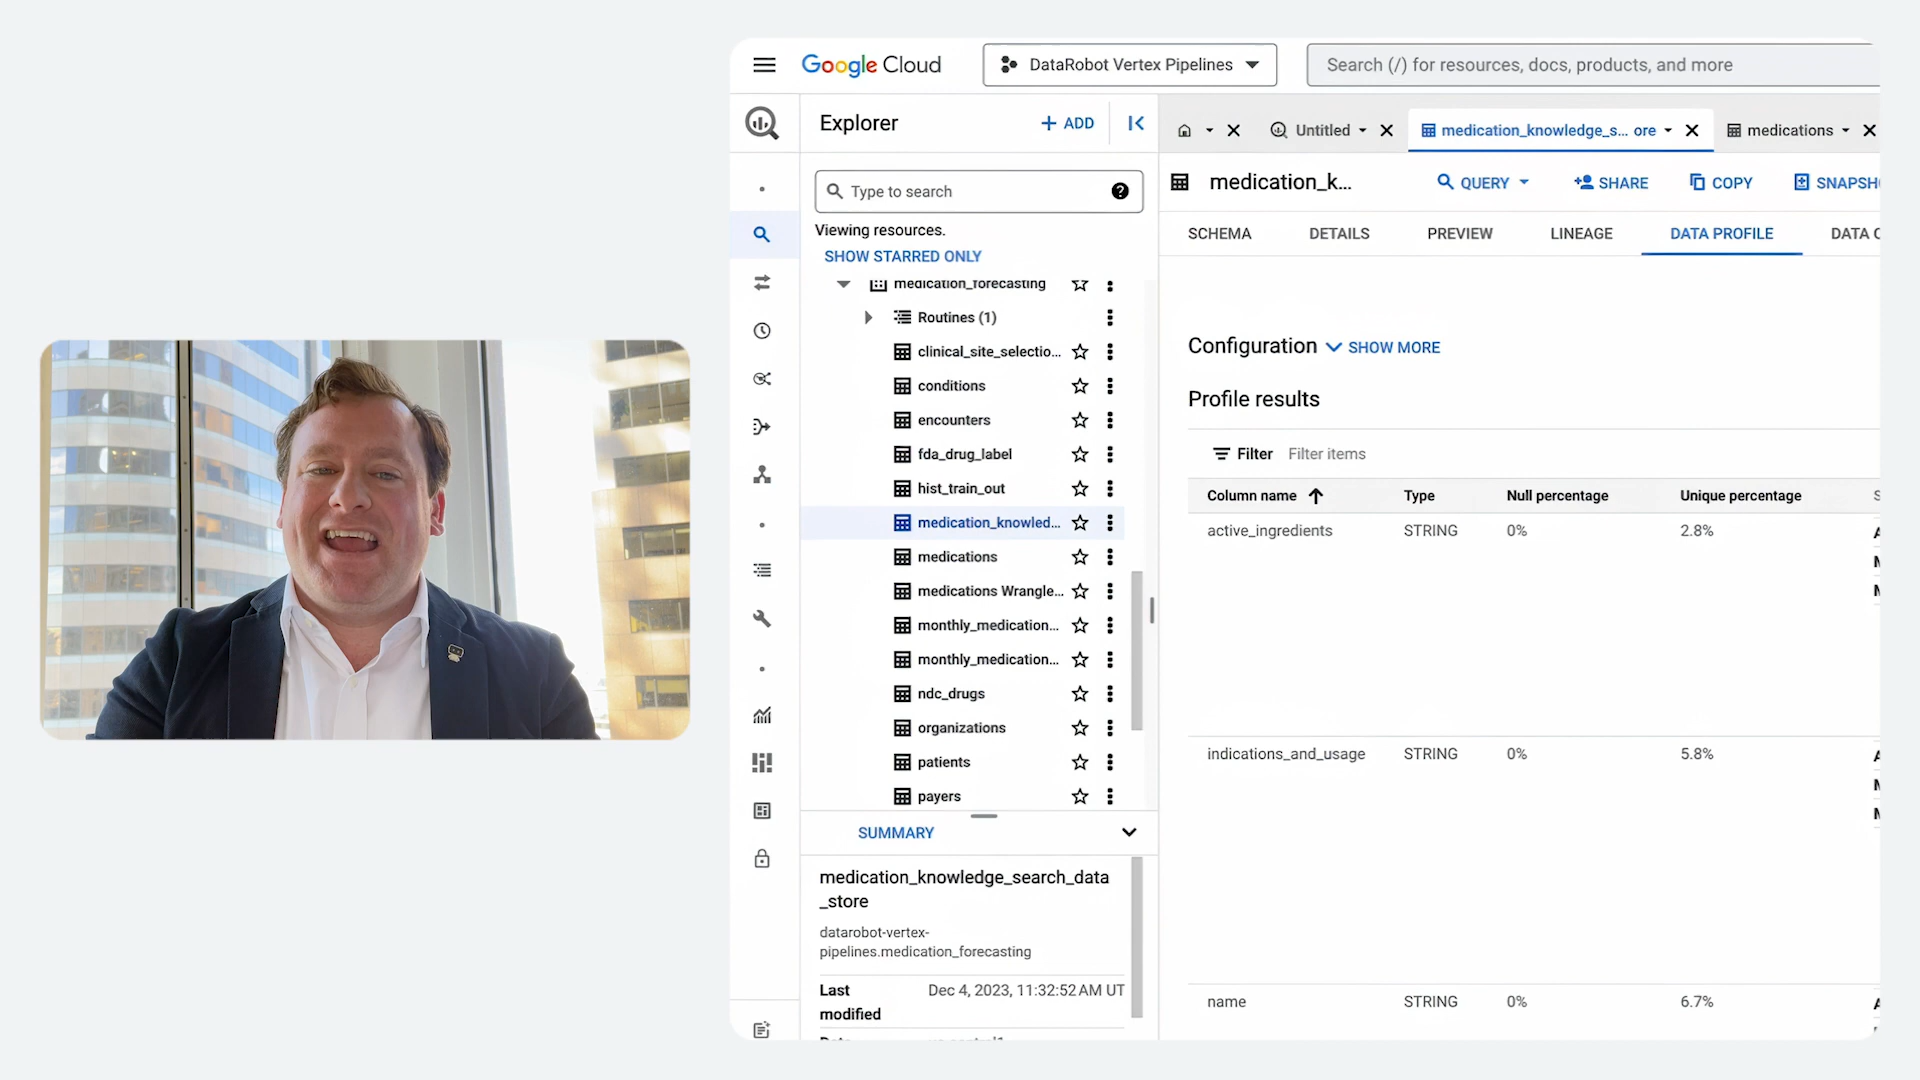 Google Cloud
DataRobot Vertex Pipelines
Search (/) for resources, docs, products, and more
Explorer
+ ADD
Untitled
medication_knowledge_s... ore
medications
Type to search
medication_k...
QUERY
SHARE
COPY
SNAPSH
Viewing resources.
SHOW STARRED ONLY
SCHEMA
DETAILS
PREVIEW
LINEAGE
DATA PROFILE
DATA
medication_forecasting
Routines (1)
clinical_site_selectio...
conditions
encounters
fda_drug_label
hist_train_out
medication_knowled...
medications
medications Wrangle...
monthly_medication...
monthly_medication...
ndc_drugs
organizations
patients
payers
Configuration SHOW MORE
Profile results
Filter Filter items
Column name Type Null percentage Unique percentage
active_ingredients STRING 0% 2.8%
indications_and_usage STRING 0% 5.8%
name STRING 0% 6.7%
SUMMARY
medication_knowledge_search_data
_store
datarobot-vertex-
pipelines.medication_forecasting
Last
modified
Dec 4, 2023, 11:32:52 AM UT